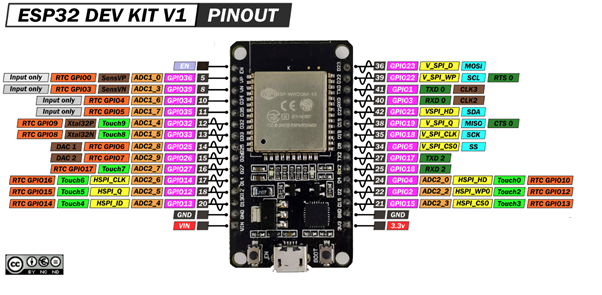 ESP32 DEV KIT V1 PINOUT
EN
Input only RTC GPIO0 SensVP ADC1_0 GPIO36 5
Input only RTC GPIO3 SensVN ADC1_3 GPIO39 8
Input only RTC GPIO4 ADC1_6 GPIO34 10
Input only RTC GPIO5 ADC1_7 GPIO35 11
RTC GPIO9 Xtal32P Touch9 ADC1_4 GPIO32 12
RTC GPIO8 Xtal32N Touch8 ADC1_5 GPIO33 13
DAC 1 RTC GPIO6 ADC2_8 GPIO25 14
DAC 2 RTC GPIO7 ADC2_9 GPIO26 15
RTC GPIO17 Touch7 ADC2_7 GPIO27 16
RTC GPIO16 Touch6 HSPI_CLK ADC2_6 GPIO14 17
RTC GPIO15 Touch5 HSPI_Q ADC2_5 GPIO12 18
RTC GPIO14 Touch4 HSPI_ID ADC2_4 GPIO13 20
GND
VIN
36 GPIO23 V_SPI_D MOSI
39 GPIO22 V_SPI_WP SCL RTS 0
41 GPIO1 TXD 0 CLK3
40 GPIO3 RXD 0 CLK2
42 GPIO21 VSPI_HD SDA
38 GPIO19 V_SPI_Q MISO CTS 0
35 GPIO18 V_SPI_CLK SCK
34 GPIO5 V_SPI_CS0 SS
GPIO17 TXD 2
GPIO16 RXD 2
24 GPIO4 ADC2_0 HSPI_HD Touch0 RTC GPIO10
22 GPIO2 ADC2_2 HSPI_WP0 Touch2 RTC GPIO12
21 GPIO15 ADC2_3 HSPI_CS0 Touch3 RTC GPIO13
GND
3.3v
EN
BOOT
cc
BY NC ND